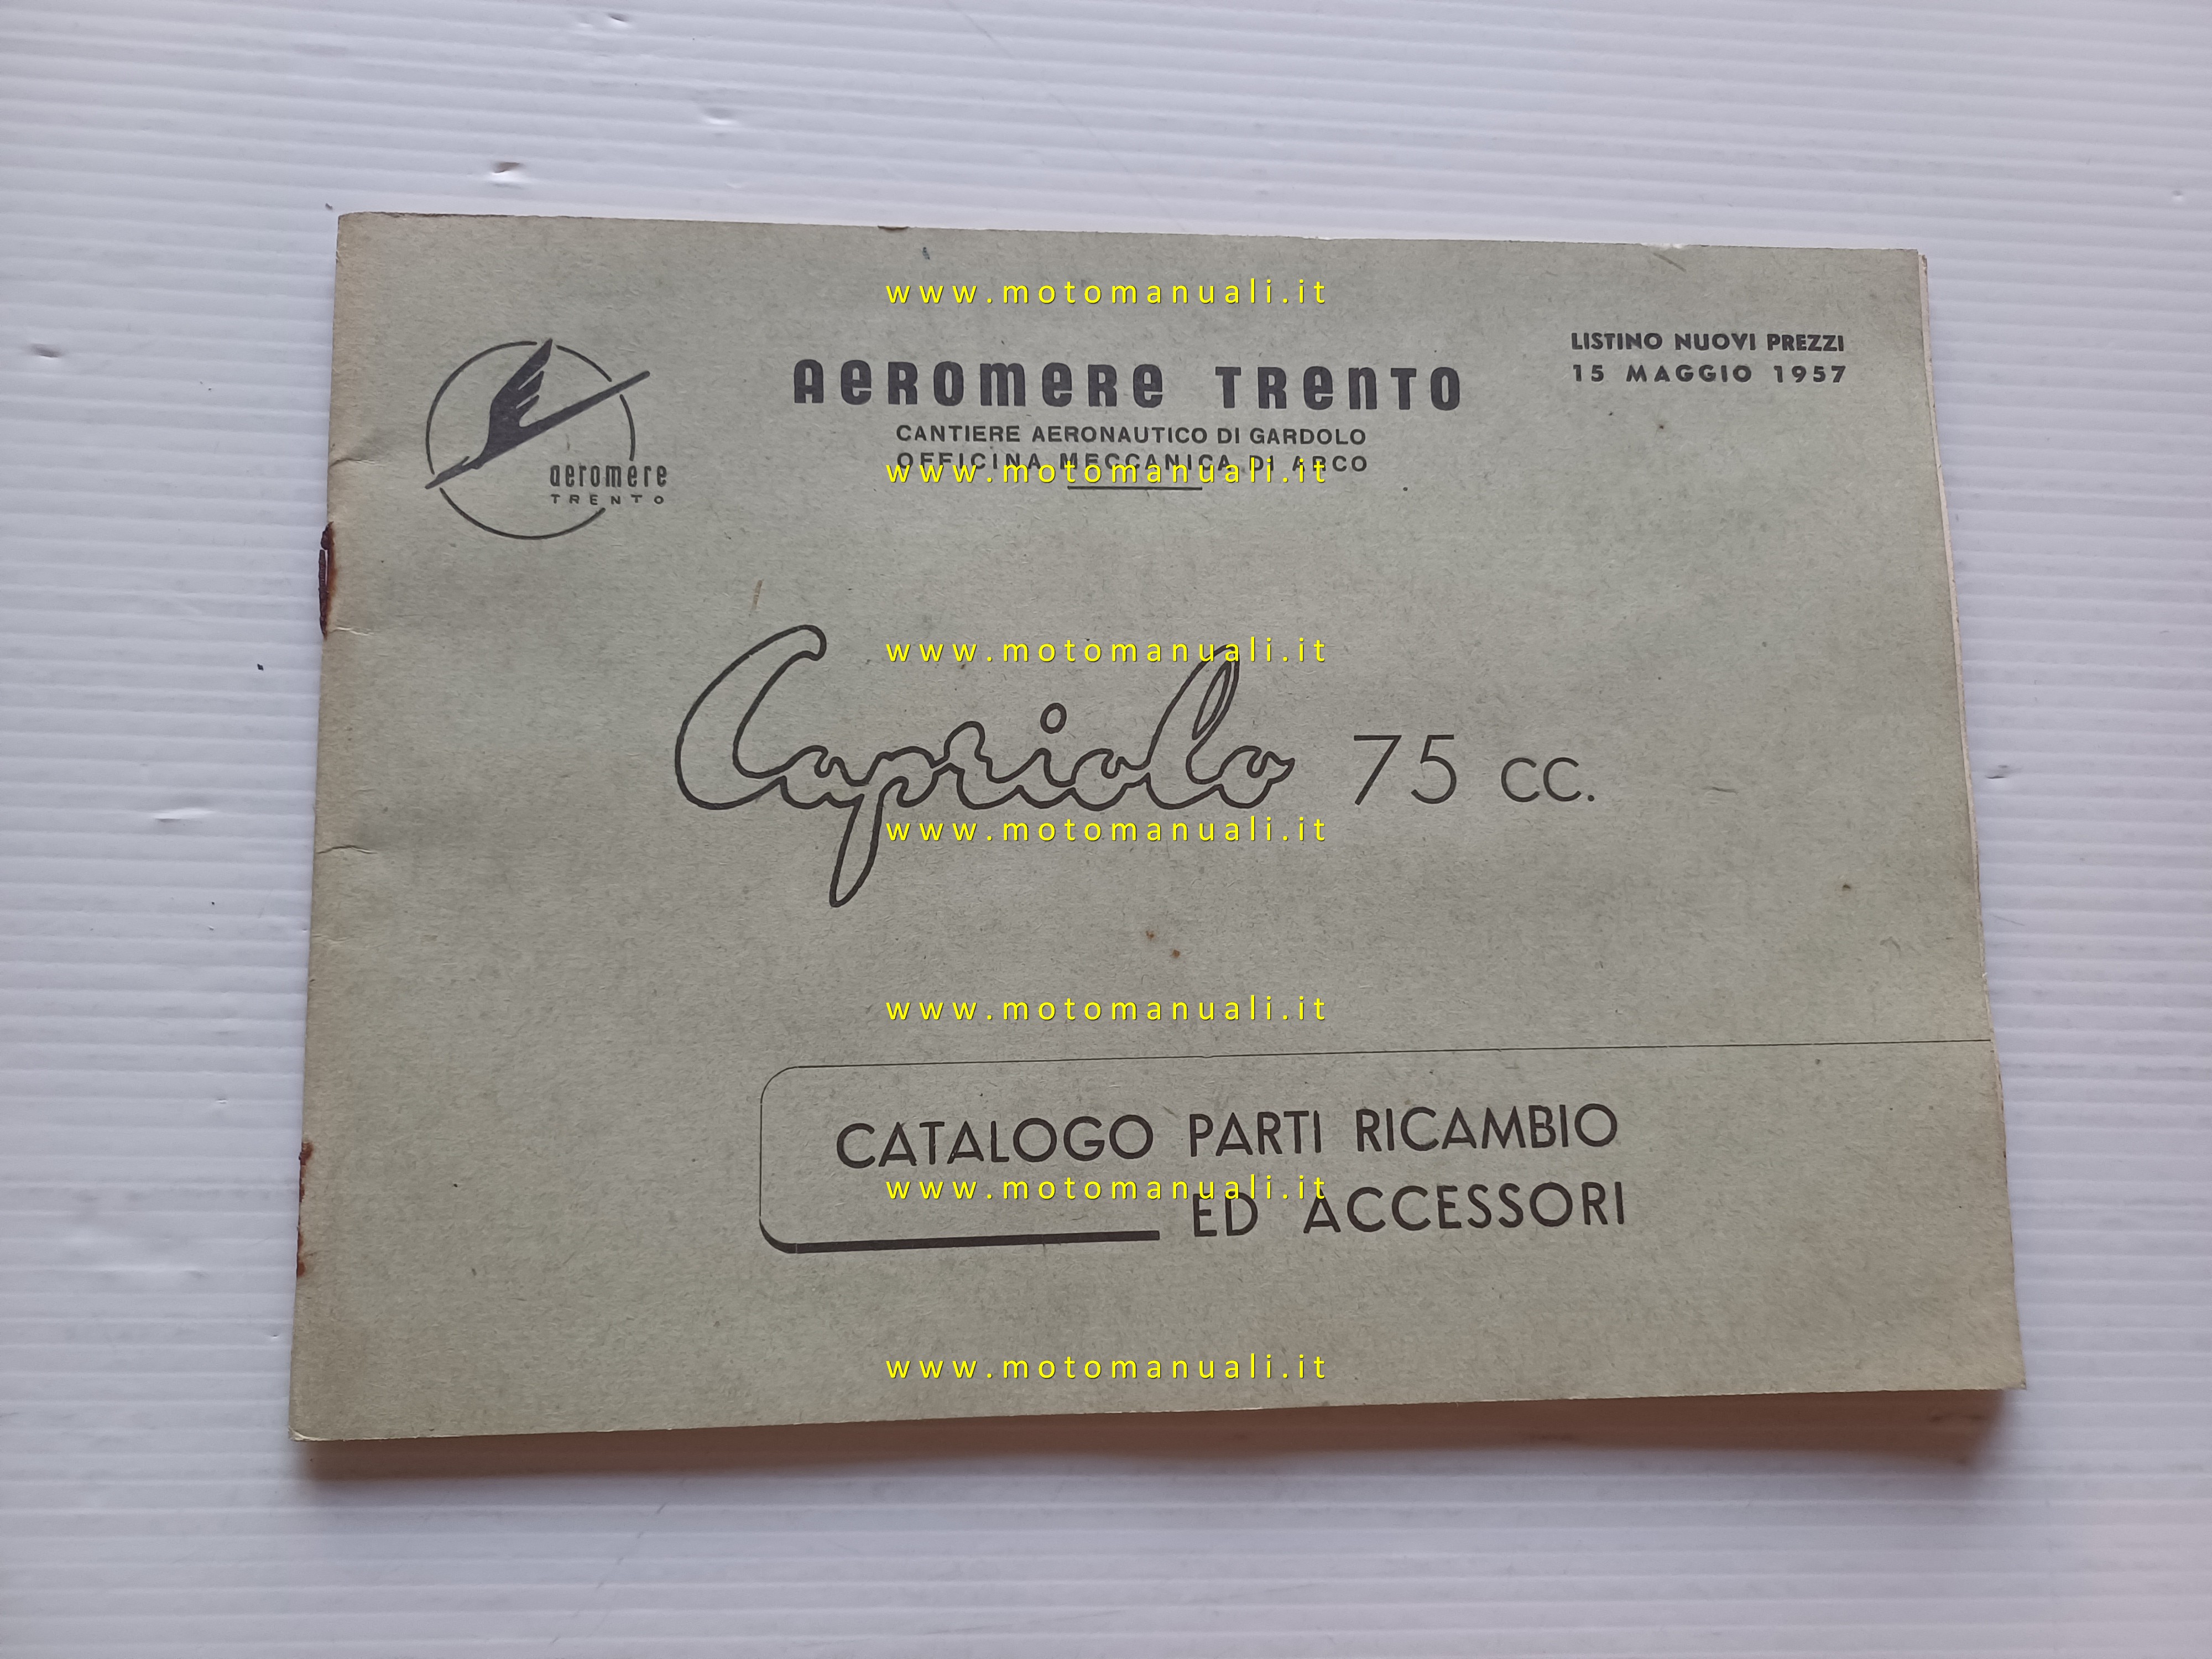 www.motomanuali.it
LISTINO NUOVI PREZZI
15 MAGGIO 1957
AEROMERE TRENTO
CANTIERE AERONAUTICO DI GARDOLO
OFFICINA MECCANICA DI ARCO
www.motomanuali.it
aeromere
TRENTO
www.motomanuali.it
Capriolo 75 cc.
www.motomanuali.it
www.motomanuali.it
CATALOGO PARTI RICAMBIO
www.motomanuali.it
ED ACCESSORI
www.motomanuali.it